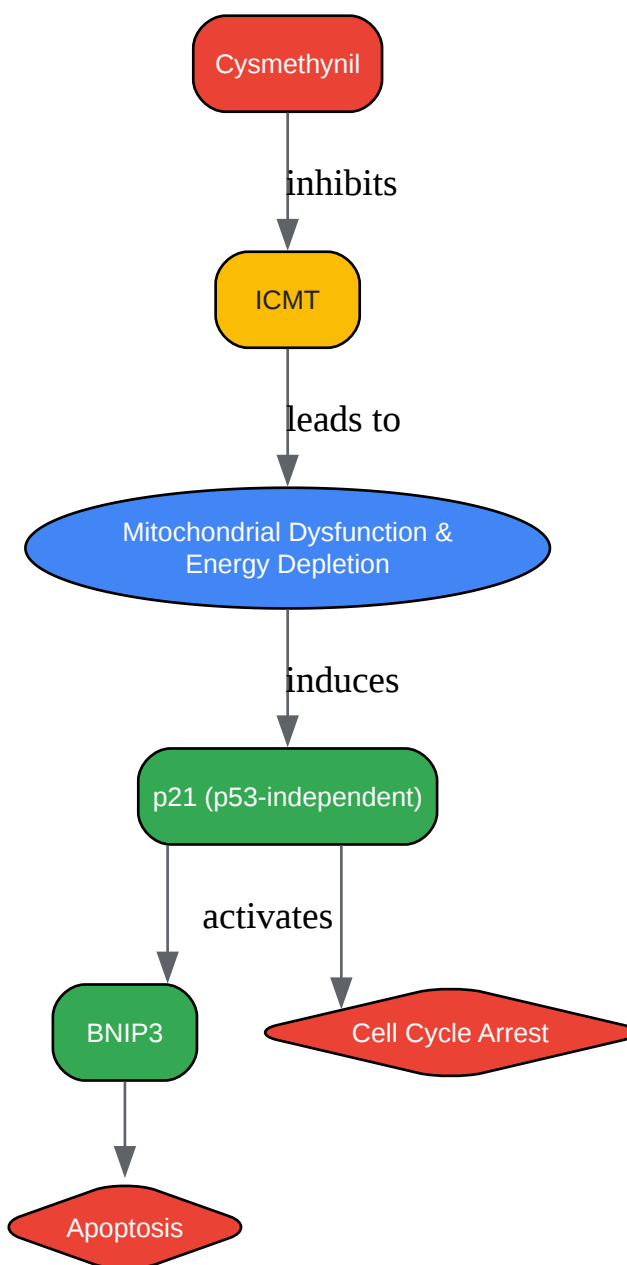 Cysmethynil
inhibits
ICMT
leads to
Mitochondrial Dysfunction &
Energy Depletion
induces
p21 (p53-independent)
activates
BNIP3
Cell Cycle Arrest
Apoptosis